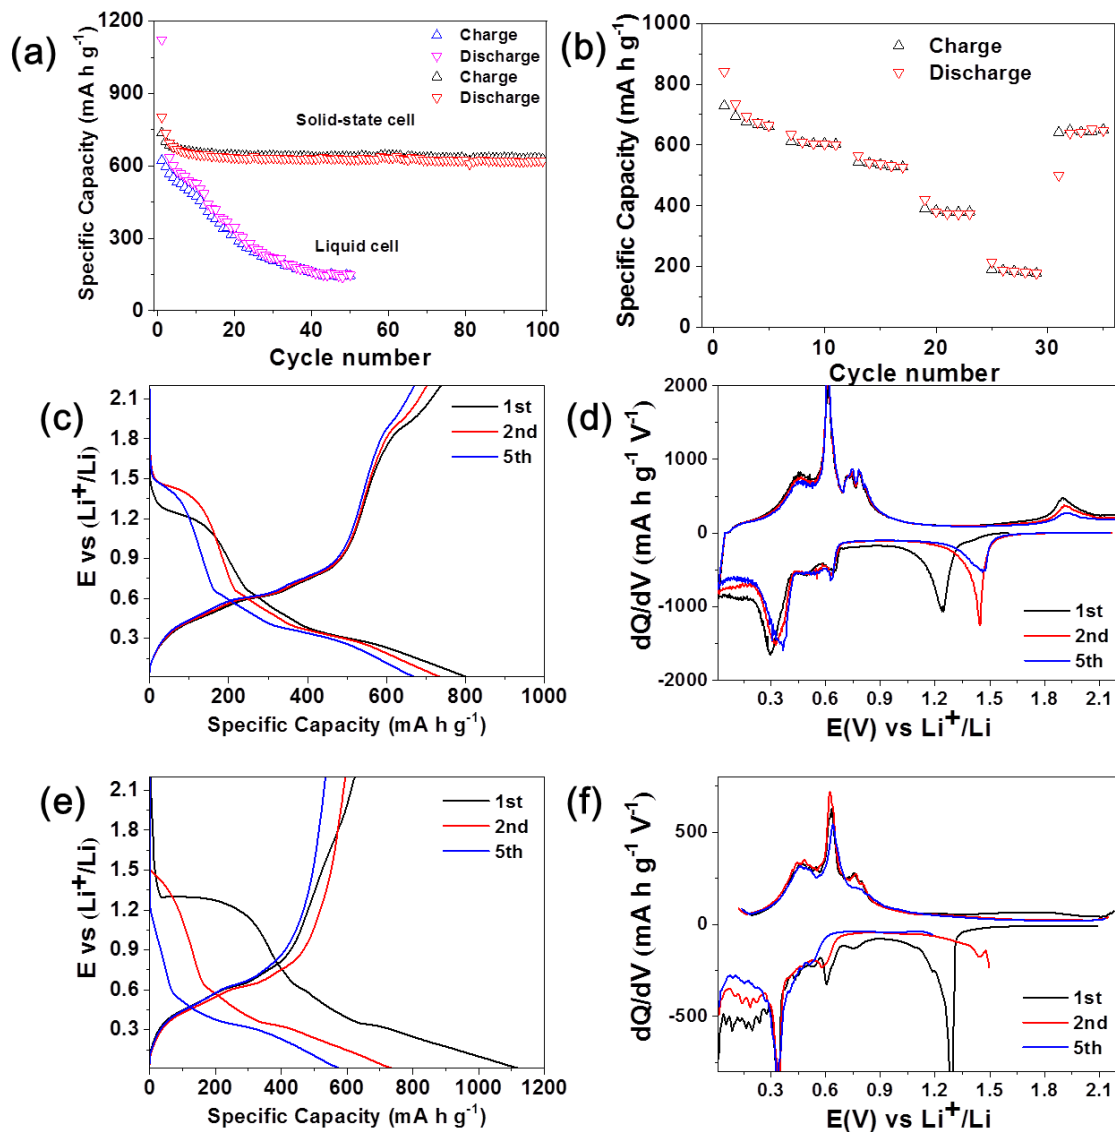 (a)
Specific Capacity (mA h g⁻¹)
1200
900
600
300
0
Charge
Discharge
Charge
Discharge
Solid-state cell
Liquid cell
0 20 40 60 80 100
Cycle number
(b)
Specific Capacity (mA h g⁻¹)
1000
800
600
400
200
0
Charge
Discharge
0 10 20 30
Cycle number
(c)
E vs (Li⁺/Li)
2.1
1.8
1.5
1.2
0.9
0.6
0.3
1st
2nd
5th
0 200 400 600 800 1000
Specific Capacity (mA h g⁻¹)
(d)
dQ/dV (mA h g⁻¹ V⁻¹)
2000
1000
0
-1000
-2000
1st
2nd
5th
0.3 0.6 0.9 1.2 1.5 1.8 2.1
E(V) vs Li⁺/Li
(e)
E vs (Li⁺/Li)
2.1
1.8
1.5
1.2
0.9
0.6
0.3
1st
2nd
5th
0 200 400 600 800 1000 1200
Specific Capacity (mA h g⁻¹)
(f)
dQ/dV (mA h g⁻¹ V⁻¹)
500
0
-500
1st
2nd
5th
0.3 0.6 0.9 1.2 1.5 1.8 2.1
E(V) vs Li⁺/Li